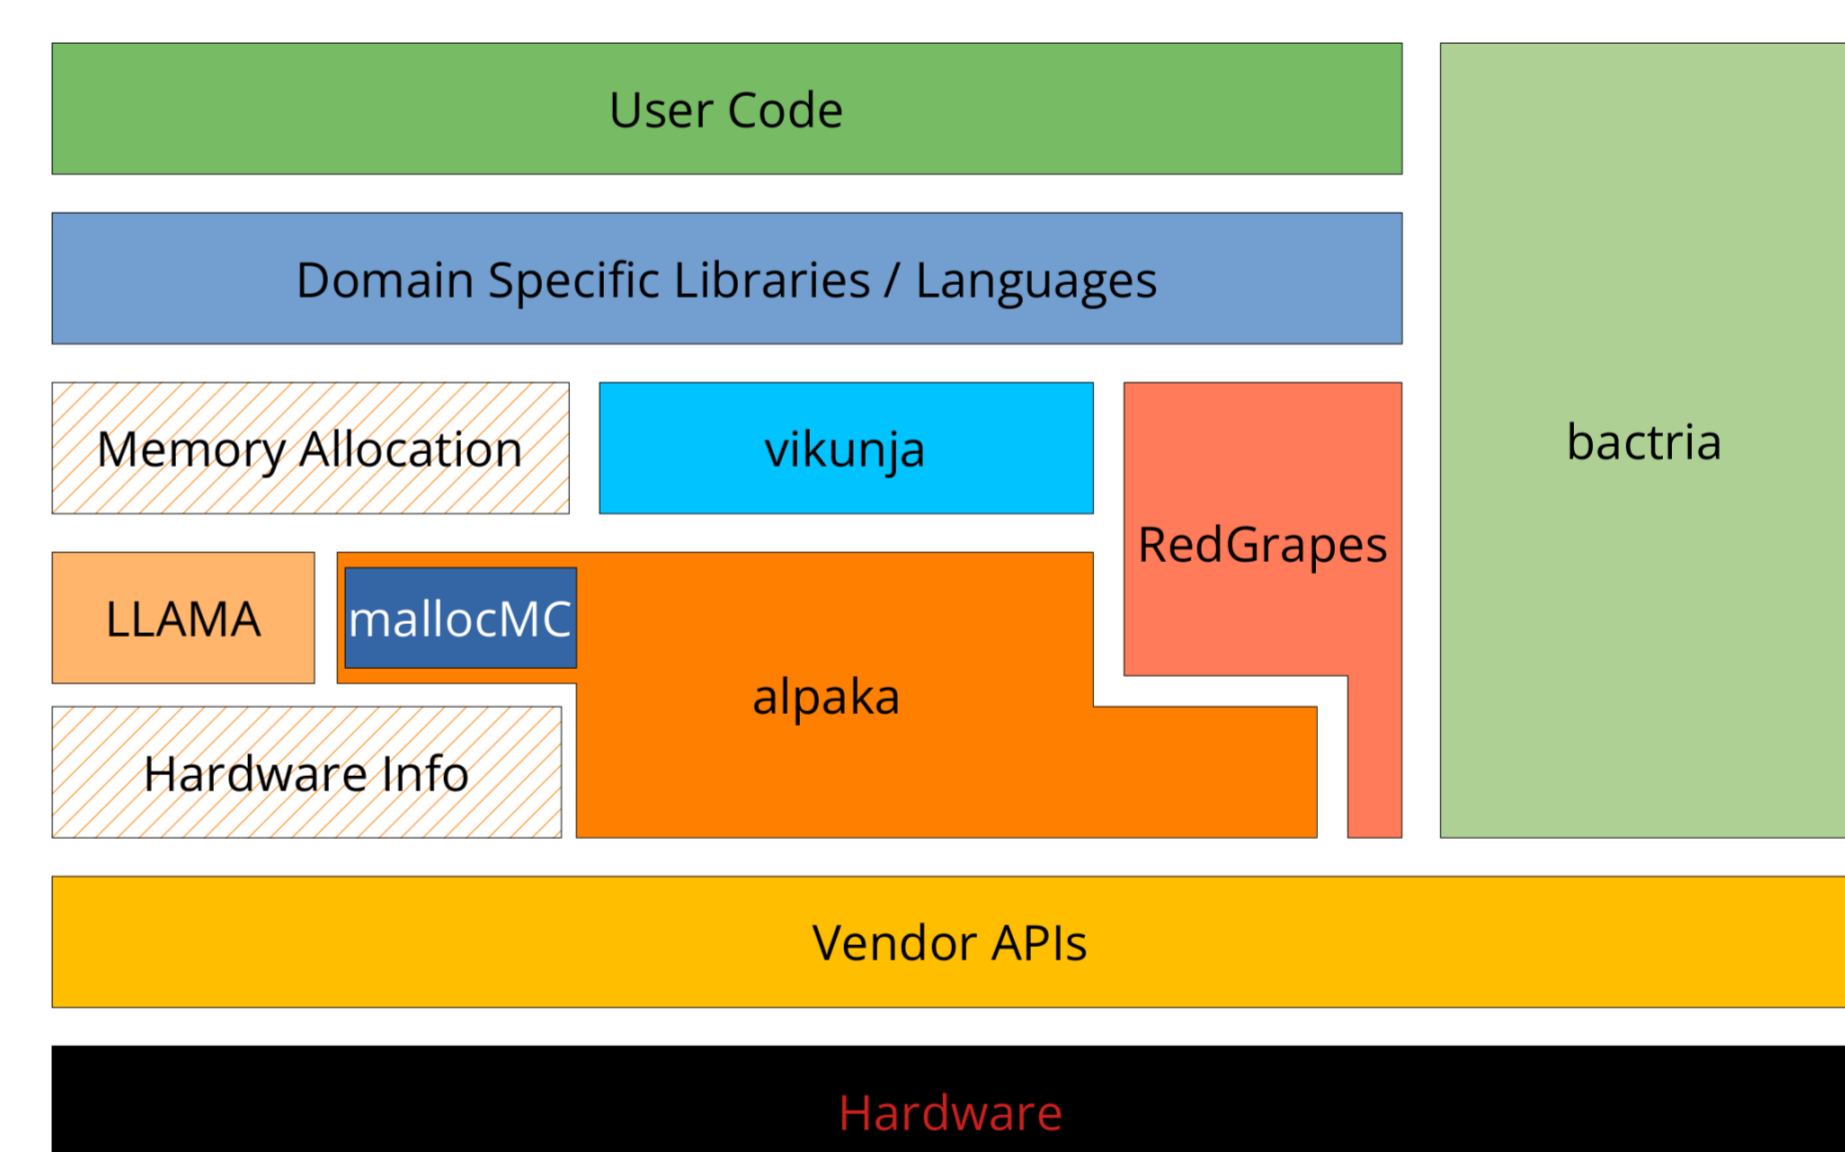 User Code
Domain Specific Libraries / Languages
Memory Allocation
vikunja
RedGrapes
bactria
LLAMA
mallocMC
alpaka
Hardware Info
Vendor APIs
Hardware